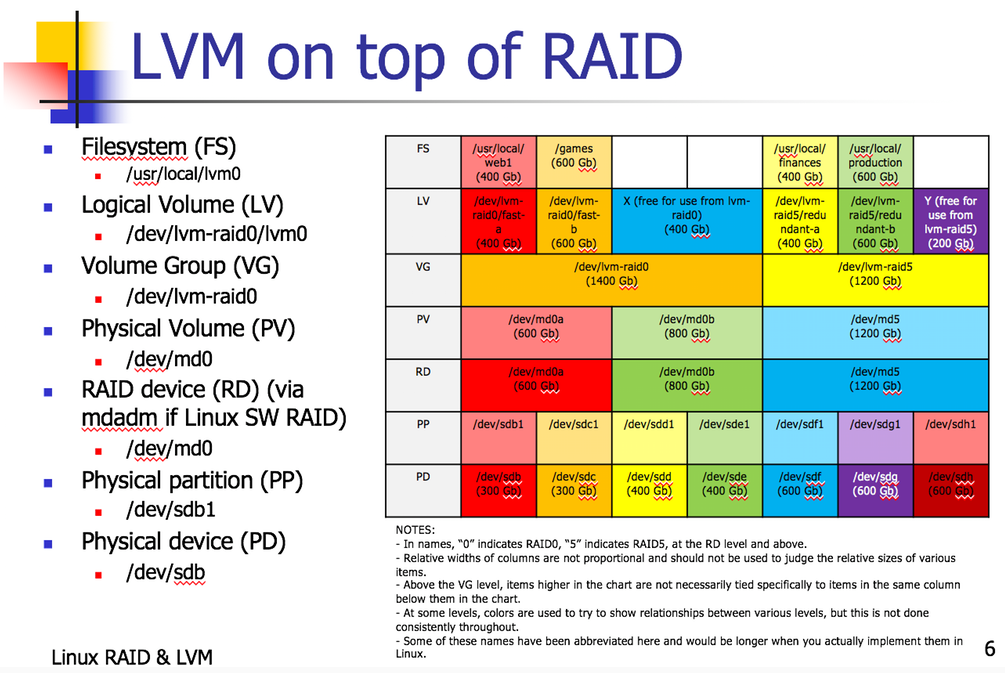 LVM on top of RAID
Filesystem (FS)
/usr/local/lvm0
Logical Volume (LV)
/dev/lvm-raid0/lvm0
Volume Group (VG)
/dev/lvm-raid0
Physical Volume (PV)
/dev/md0
RAID device (RD) (via
mdadm if Linux SW RAID)
/dev/md0
Physical partition (PP)
/dev/sdb1
Physical device (PD)
/dev/sdb
FS
/usr/local/
web1
(400 Gb)
/games
(600 Gb)
/usr/local/
finances
(400 Gb)
/usr/local/
production
(600 Gb)
LV
/dev/lvm-
raid0/fast-
a
(400 Gb)
/dev/lvm-
raid0/fast-
b
(600 Gb)
X (free for use from lvm-
raid0)
(400 Gb)
/dev/lvm-
raid5/redu
ndant-a
(400 Gb)
/dev/lvm-
raid5/redu
ndant-b
(600 Gb)
Y (free for
use from
lvm-raid5)
(200 Gb)
VG
/dev/lvm-raid0
(1400 Gb)
/dev/lvm-raid5
(1200 Gb)
PV
/dev/md0a
(600 Gb)
/dev/md0b
(800 Gb)
/dev/md5
(1200 Gb)
RD
/dev/md0a
(600 Gb)
/dev/md0b
(800 Gb)
/dev/md5
(1200 Gb)
PP
/dev/sdb1
/dev/sdc1
/dev/sdd1
/dev/sde1
/dev/sdf1
/dev/sdg1
/dev/sdh1
PD
/dev/sdb
(300 Gb)
/dev/sdc
(300 Gb)
/dev/sdd
(400 Gb)
/dev/sde
(400 Gb)
/dev/sdf
(600 Gb)
/dev/sdg
(600 Gb)
/dev/sdh
(600 Gb)
NOTES:
- In names, “0” indicates RAID0, “5” indicates RAID5, at the RD level and above.
- Relative widths of columns are not proportional and should not be used to judge the relative sizes of various
items.
- Above the VG level, items higher in the chart are not necessarily tied specifically to items in the same column
below them in the chart.
- At some levels, colors are used to try to show relationships between various levels, but this is not done
consistently throughout.
- Some of these names have been abbreviated here and would be longer when you actually implement them in
Linux.
Linux RAID & LVM
6